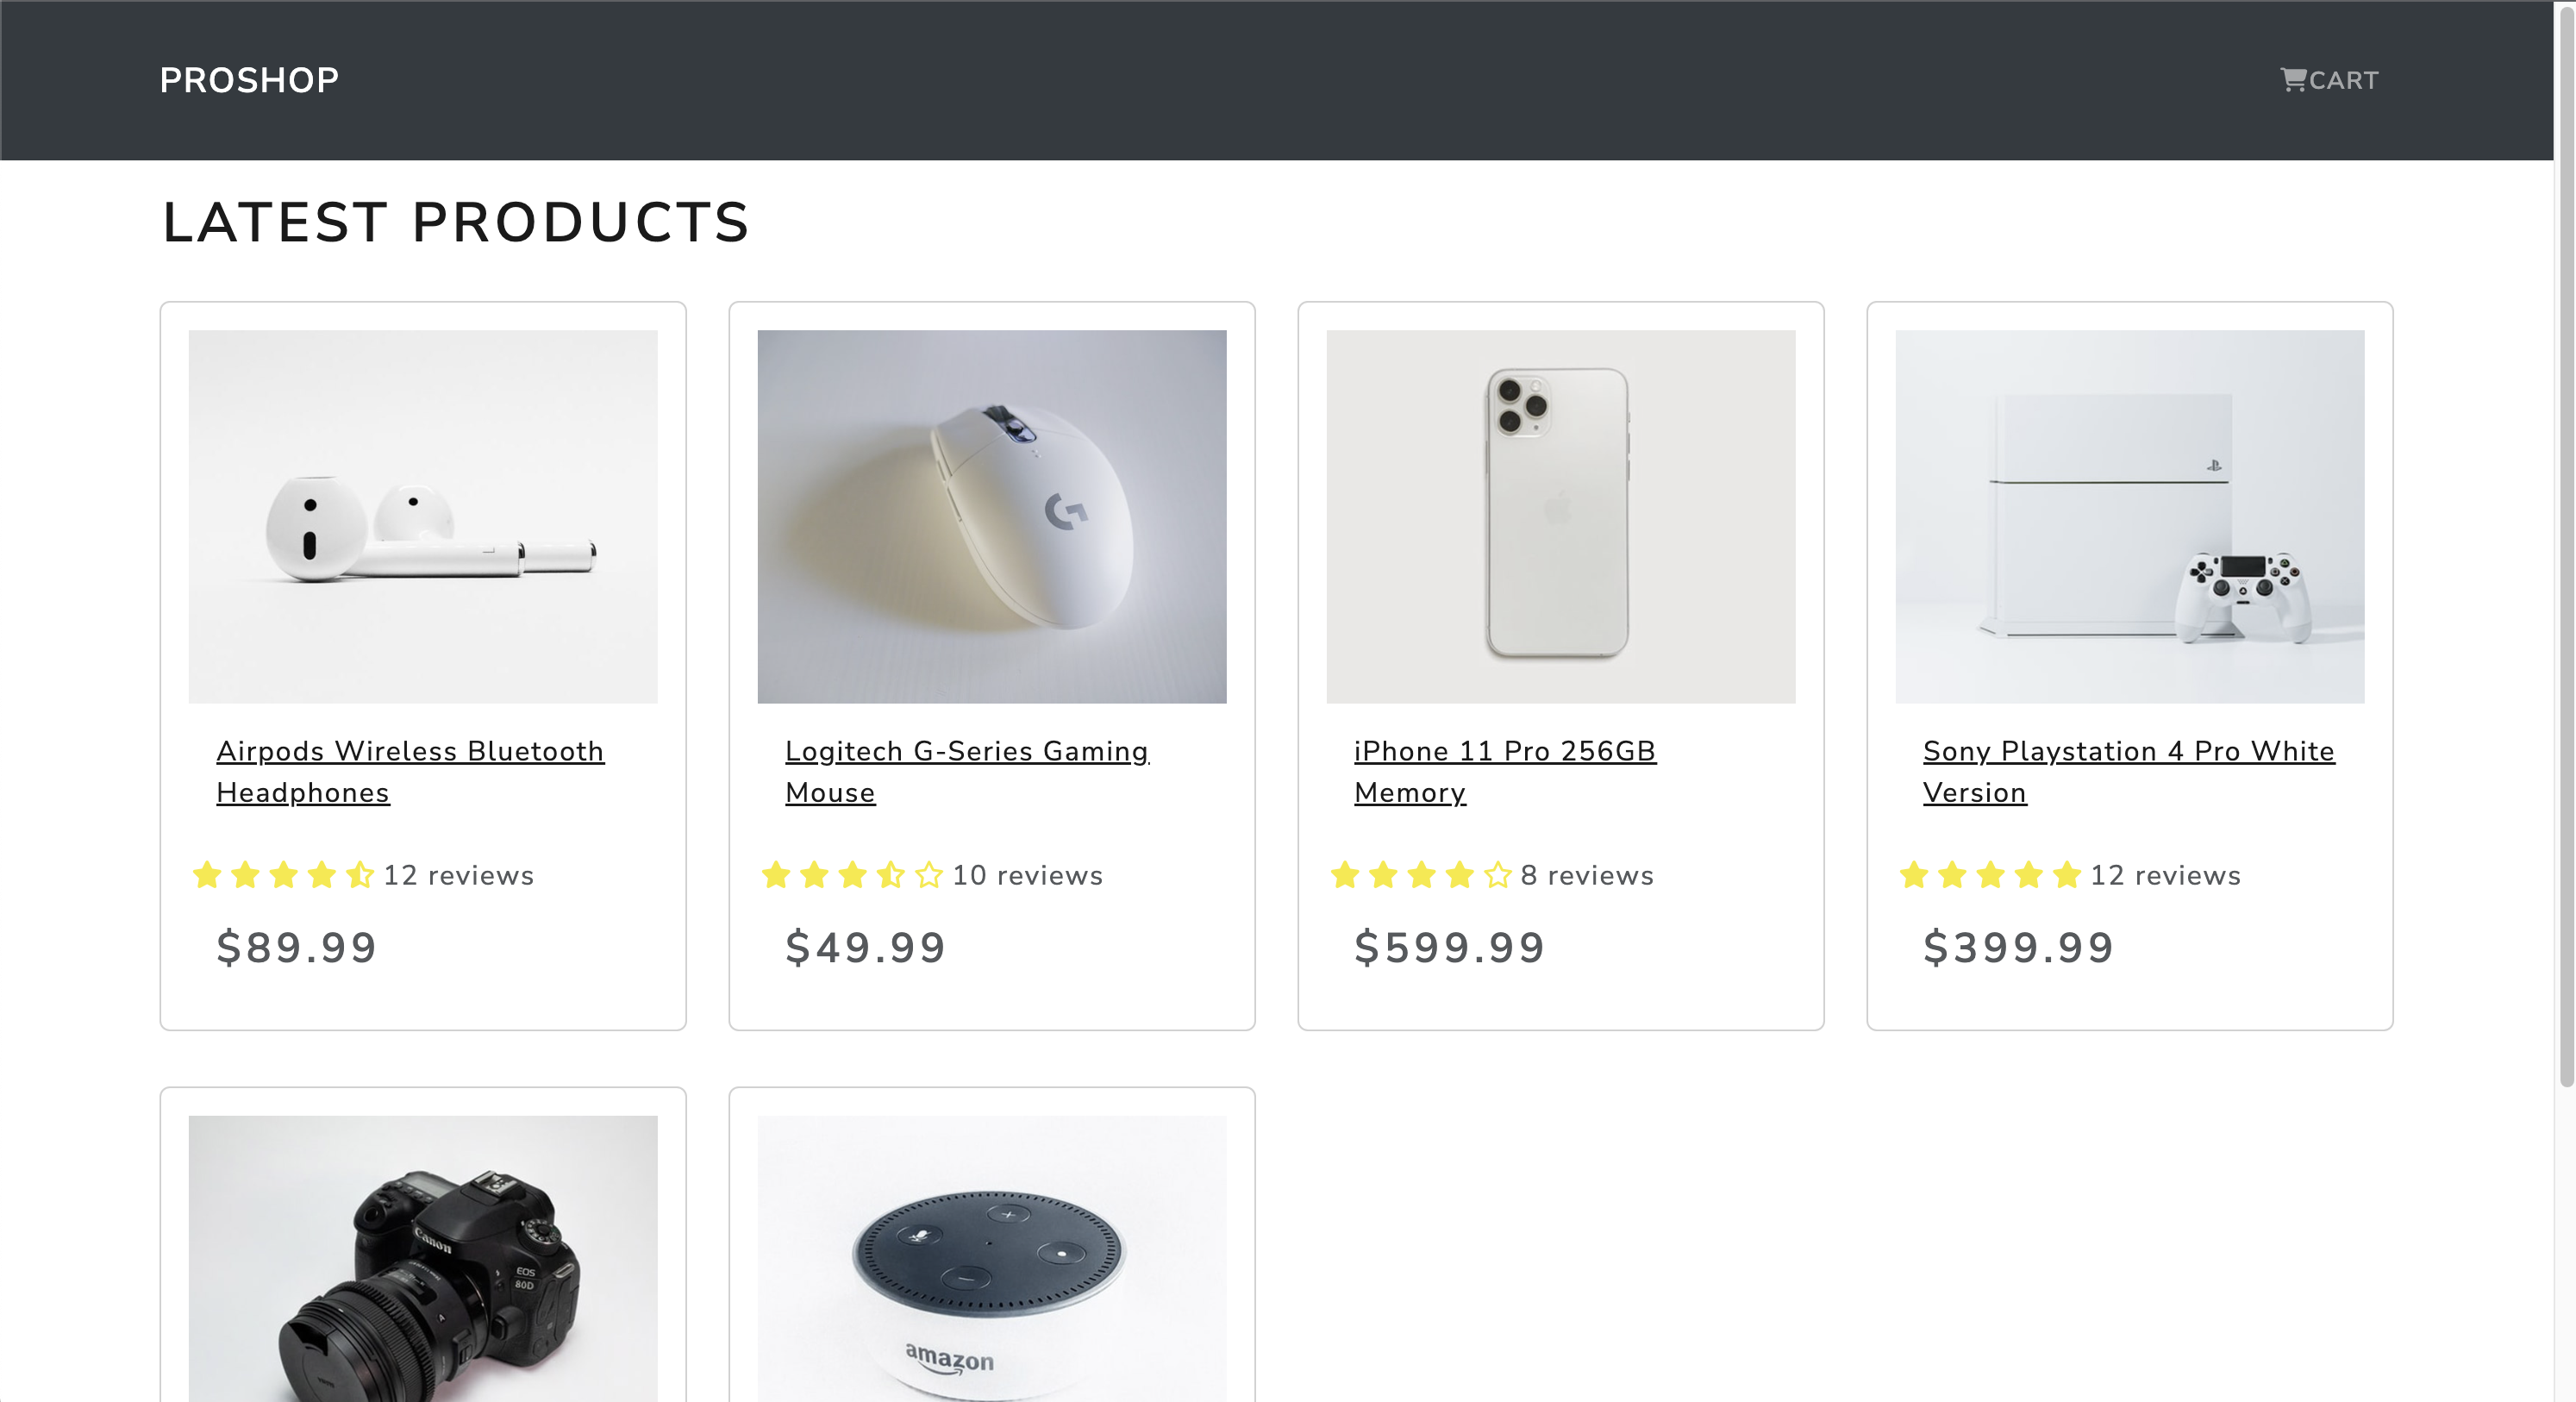 PROSHOP
CART
LATEST PRODUCTS
Airpods Wireless Bluetooth
Headphones
12 reviews
$89.99
Logitech G-Series Gaming
Mouse
10 reviews
$49.99
iPhone 11 Pro 256GB
Memory
8 reviews
$599.99
Sony Playstation 4 Pro White
Version
12 reviews
$399.99
Canon
EOS
80D
A
amazon